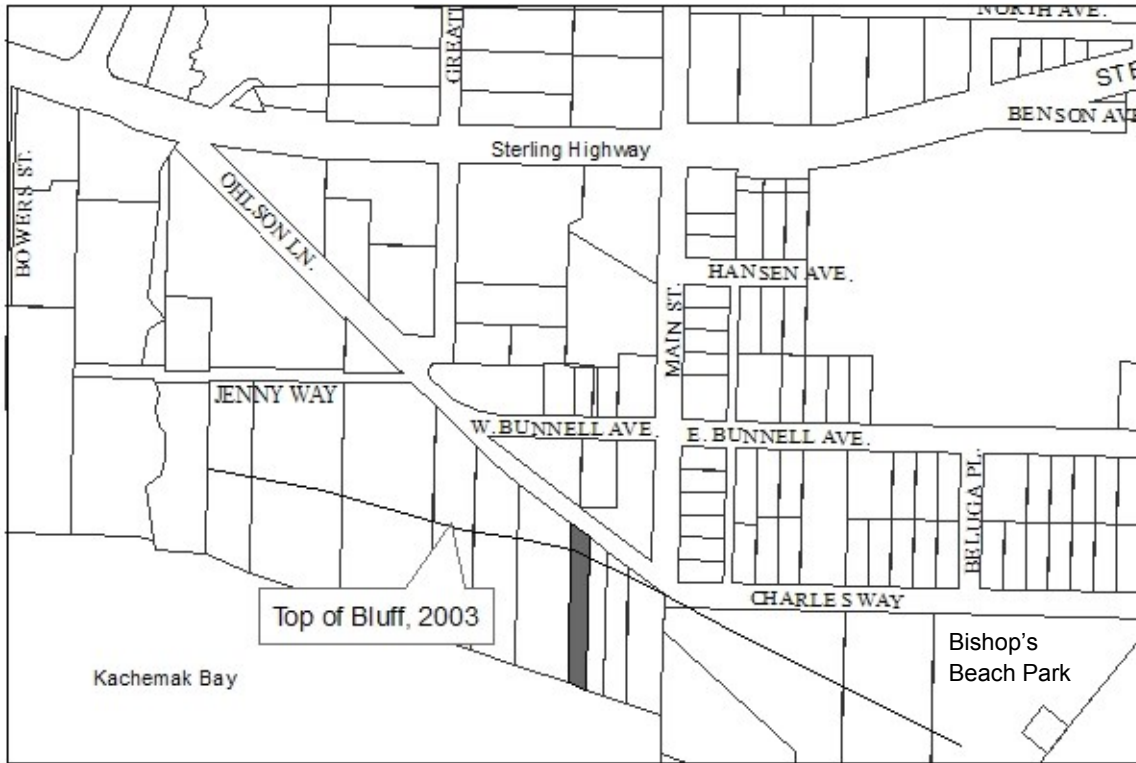 NORTH AVE.
GREAT
STE
BENSON AVE
Sterling Highway
BOWERS ST.
OHLSON LN.
HANSEN AVE.
MAIN ST.
JENNY WAY
W. BUNNELL AVE.
E. BUNNELL AVE.
BELUGA PL.
Top of Bluff, 2003
CHARLES WAY
Bishop's
Beach Park
Kachemak Bay